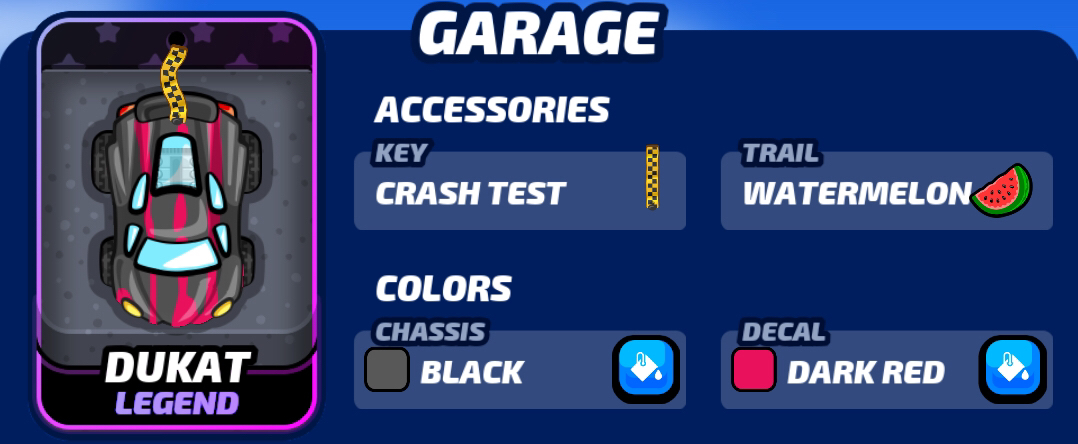 GARAGE
ACCESSORIES
KEY
CRASH TEST
TRAIL
WATERMELON
COLORS
CHASSIS
BLACK
DECAL
DARK RED
DUKAT
LEGEND